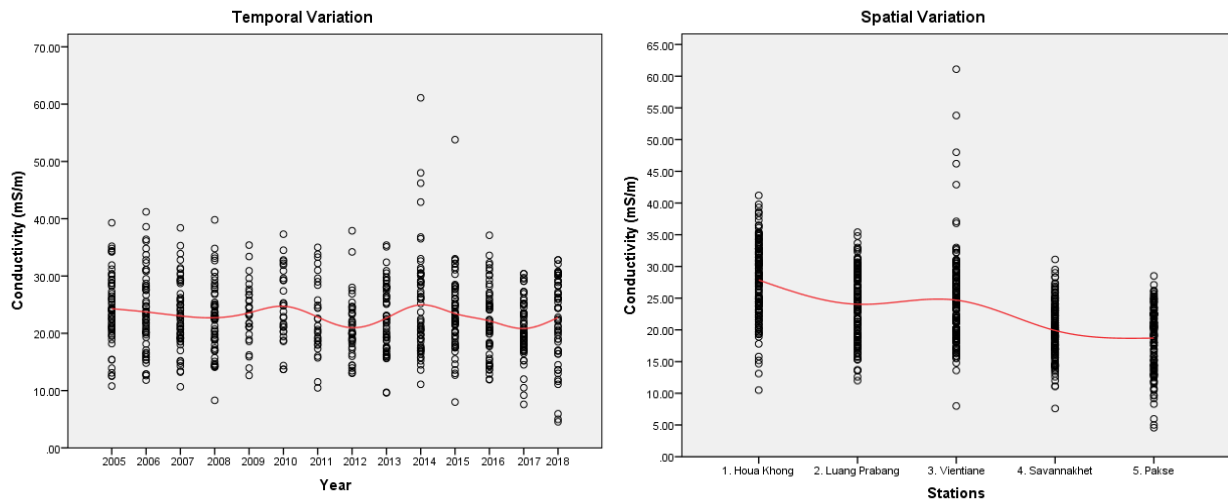 Temporal Variation
70.00
60.00
50.00
40.00
30.00
20.00
10.00
.00
Conductivity (mS/m)
2005 2006 2007 2008 2009 2010 2011 2012 2013 2014 2015 2016 2017 2018
Year
Spatial Variation
65.00
60.00
55.00
50.00
45.00
40.00
35.00
30.00
25.00
20.00
15.00
10.00
5.00
.00
Conductivity (mS/m)
1. Houa Khong 2. Luang Prabang 3. Vientiane 4. Savannakhet 5. Pakse
Stations